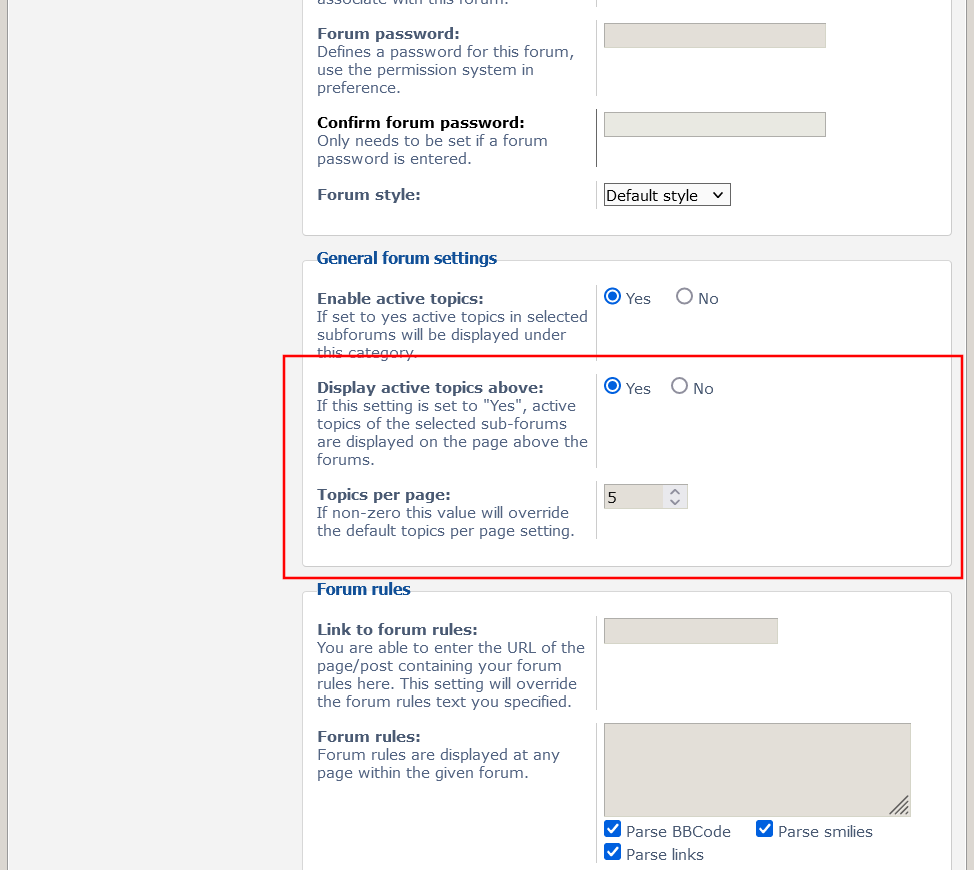 associate with this forum.
Forum password:
Defines a password for this forum,
use the permission system in
preference.
Confirm forum password:
Only needs to be set if a forum
password is entered.
Forum style:
Default style
General forum settings
Enable active topics:
If set to yes active topics in selected
subforums will be displayed under
this category.
Yes No
Display active topics above:
If this setting is set to "Yes", active
topics of the selected sub-forums
are displayed on the page above the
forums.
Yes No
Topics per page:
If non-zero this value will override
the default topics per page setting.
5
Forum rules
Link to forum rules:
You are able to enter the URL of the
page/post containing your forum
rules here. This setting will override
the forum rules text you specified.
Forum rules:
Forum rules are displayed at any
page within the given forum.
Parse BBCode Parse smilies
Parse links